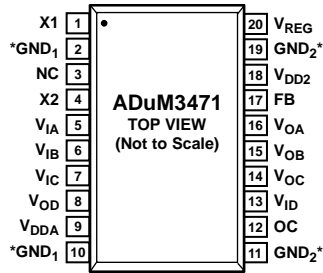 X1 1
*GND1 2
NC 3
X2 4
VIA 5
VIB 6
VIC 7
VOD 8
VDDA 9
*GND1 10
ADuM3471
TOP VIEW
(Not to Scale)
20 VREG
19 GND2*
18 VDD2
17 FB
16 VOA
15 VOB
14 VOC
13 VID
12 OC
11 GND2*